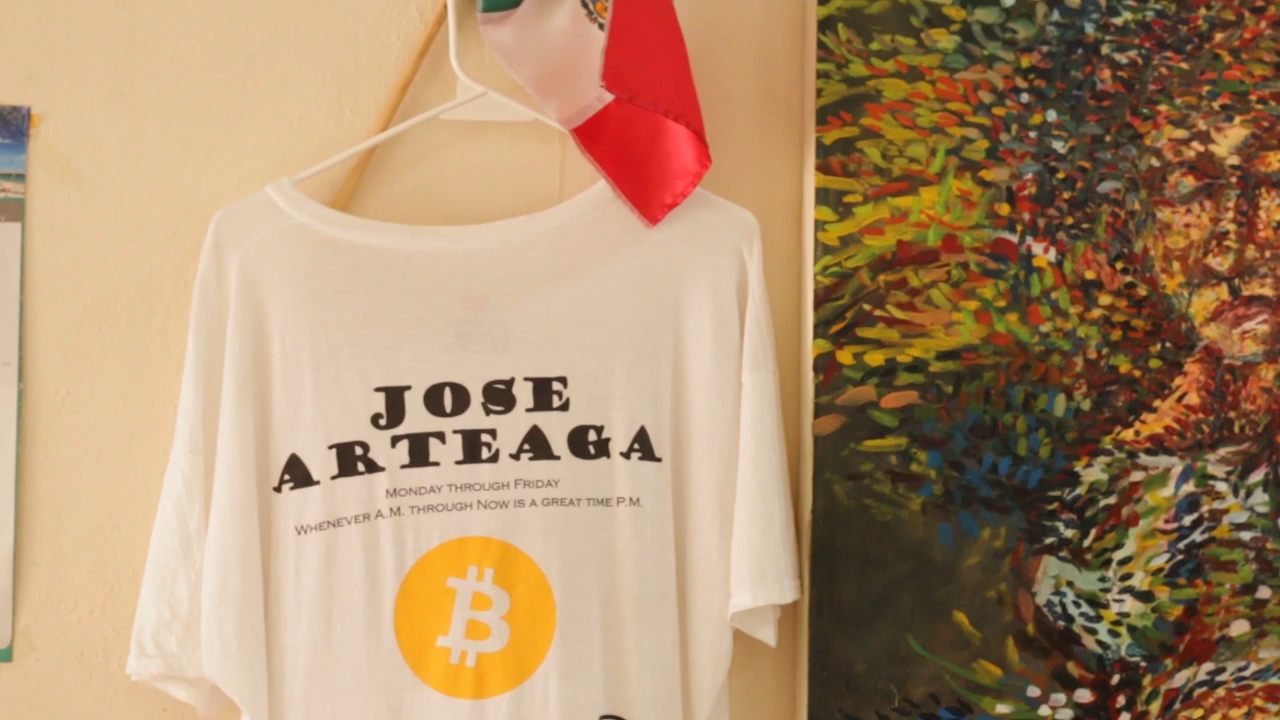 JOSE
ARTEAGA
MONDAY THROUGH FRIDAY
WHENEVER A.M. THROUGH NOW IS A GREAT TIME P.M.